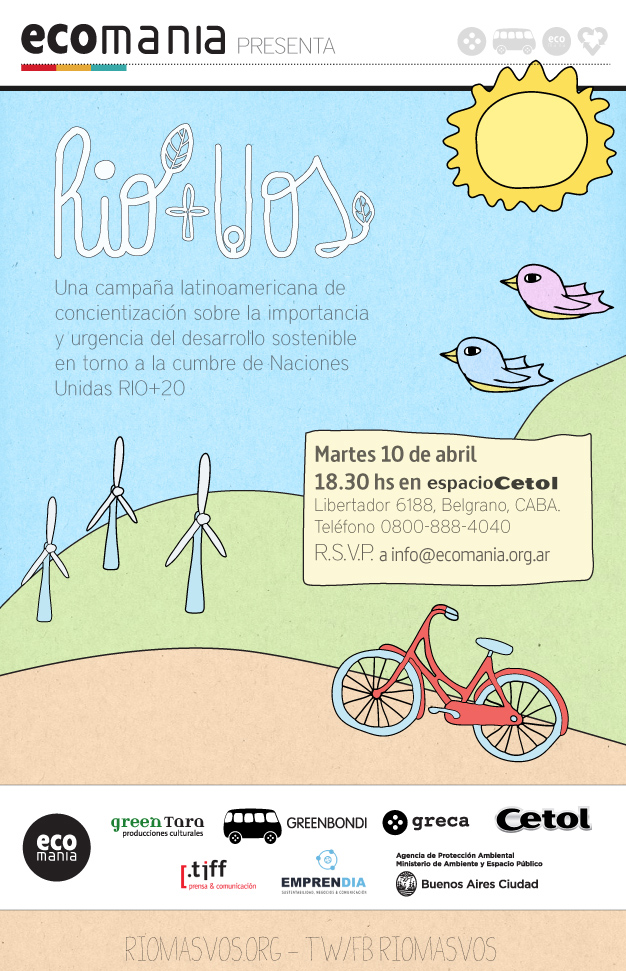 ecomania PRESENTA
eco
Rio+Vos
Una campaña latinoamericana de
concientización sobre la importancia
y urgencia del desarrollo sostenible
en torno a la cumbre de Naciones
Unidas RIO+20
Martes 10 de abril
18.30 hs en espacioCetol
Libertador 6188, Belgrano, CABA.
Teléfono 0800-888-4040
R.S.V.P. a info@ecomania.org.ar
eco
mania
greenTara
producciones culturales
GREENBONDI
greca
Cetol
[.tjff
prensa & comunicación
EMPRENDIA
SUSTENTABILIDAD, NEGOCIOS & COMUNICACIÓN
Agencia de Protección Ambiental
Ministerio de Ambiente y Espacio Público
Buenos Aires Ciudad
RIOMASVOS.ORG – TW/FB RIOMASVOS